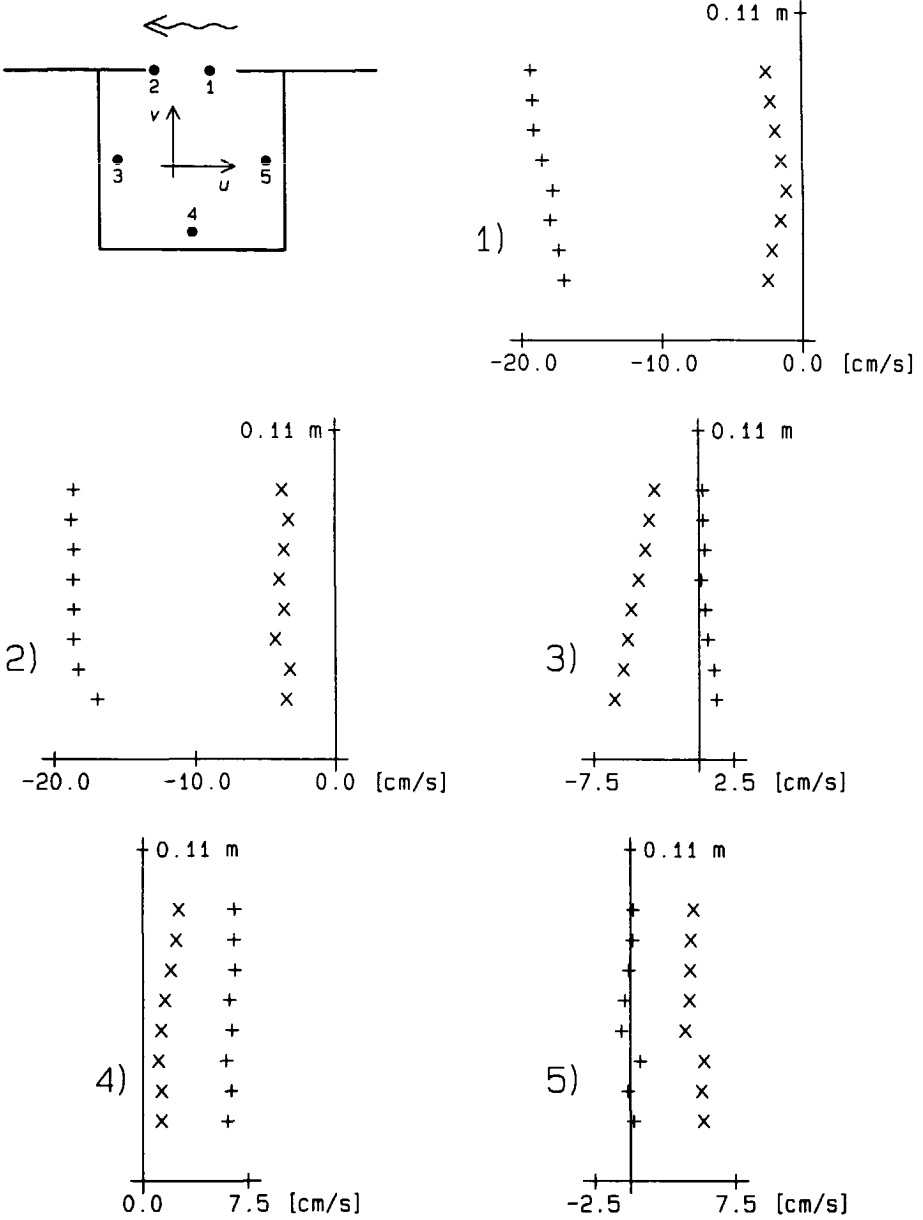 0.11 m
2 1
v
3 u 5
4
1)
-20.0 -10.0 0.0 [cm/s]
0.11 m
0.11 m
2)
3)
-20.0 -10.0 0.0 [cm/s]
-7.5 2.5 [cm/s]
0.11 m
0.11 m
4)
5)
0.0 7.5 [cm/s]
-2.5 7.5 [cm/s]